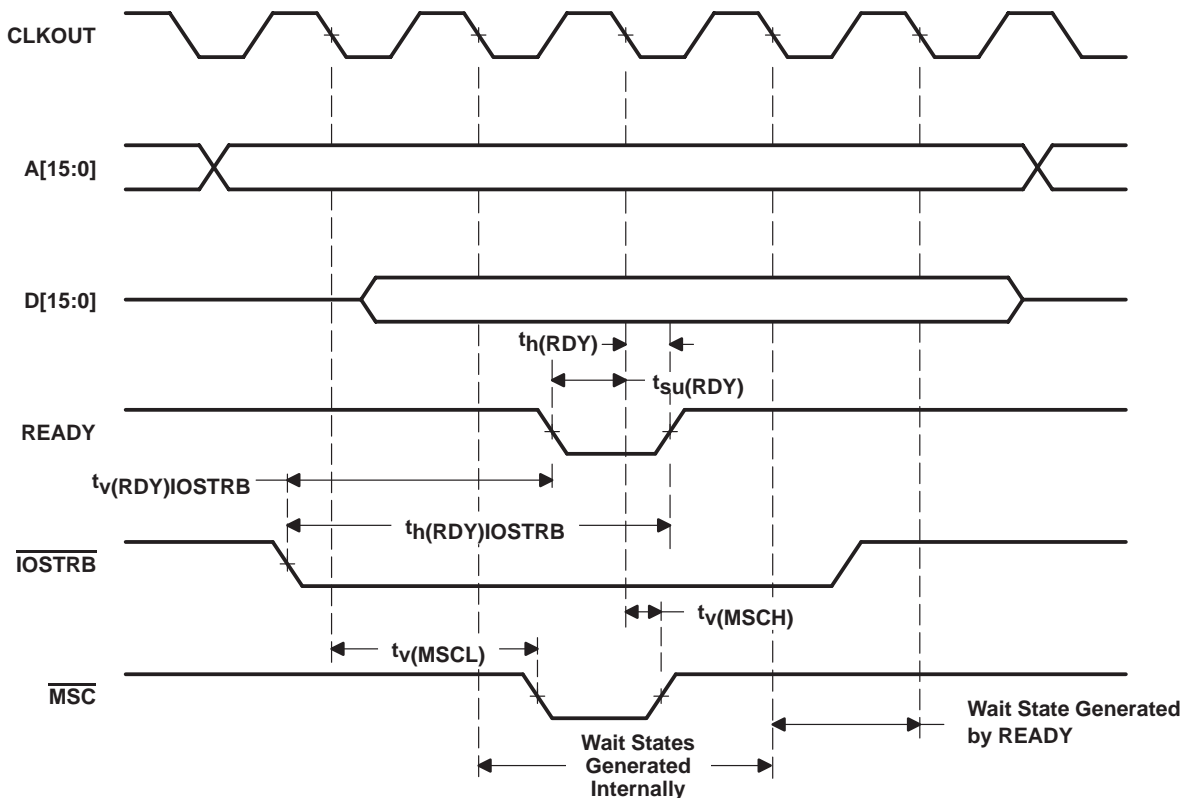 CLKOUT
A[15:0]
D[15:0]
th(RDY)
tsu(RDY)
READY
tv(RDY)IOSTRB
th(RDY)IOSTRB
IOSTRB
tv(MSCH)
tv(MSCL)
MSC
Wait State Generated
by READY
Wait States
Generated
Internally